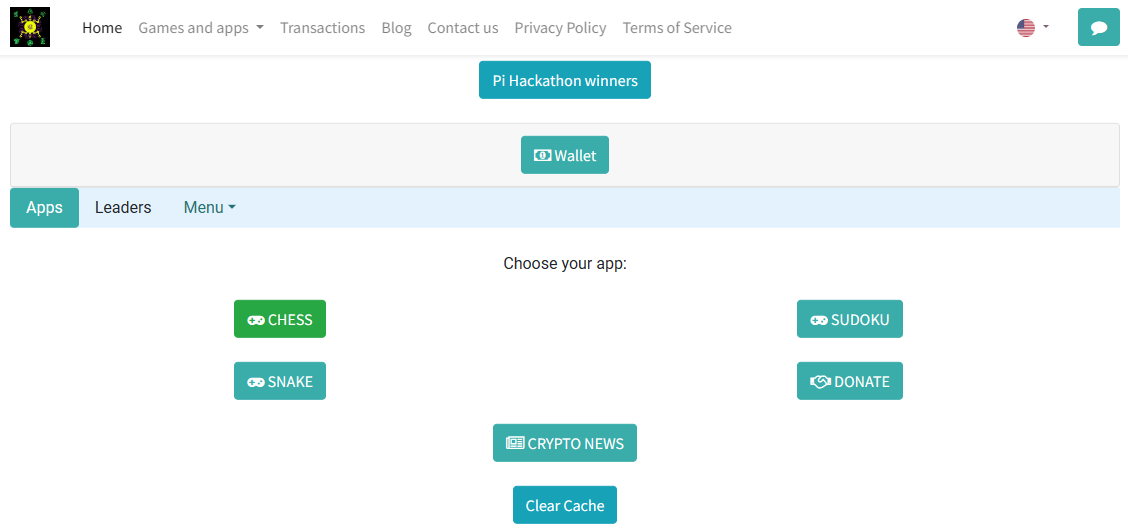 Home Games and apps Transactions Blog Contact us Privacy Policy Terms of Service
Pi Hackathon winners
Wallet
Apps Leaders Menu
Choose your app:
CHESS SUDOKU
SNAKE DONATE
CRYPTO NEWS
Clear Cache